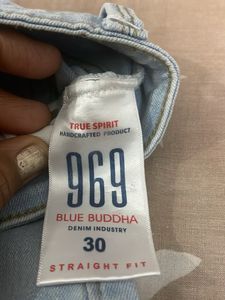 TRUE SPIRIT
HANDCRAFTED PRODUCT
969
BLUE BUDDHA
DENIM INDUSTRY
30
STRAIGHT FIT